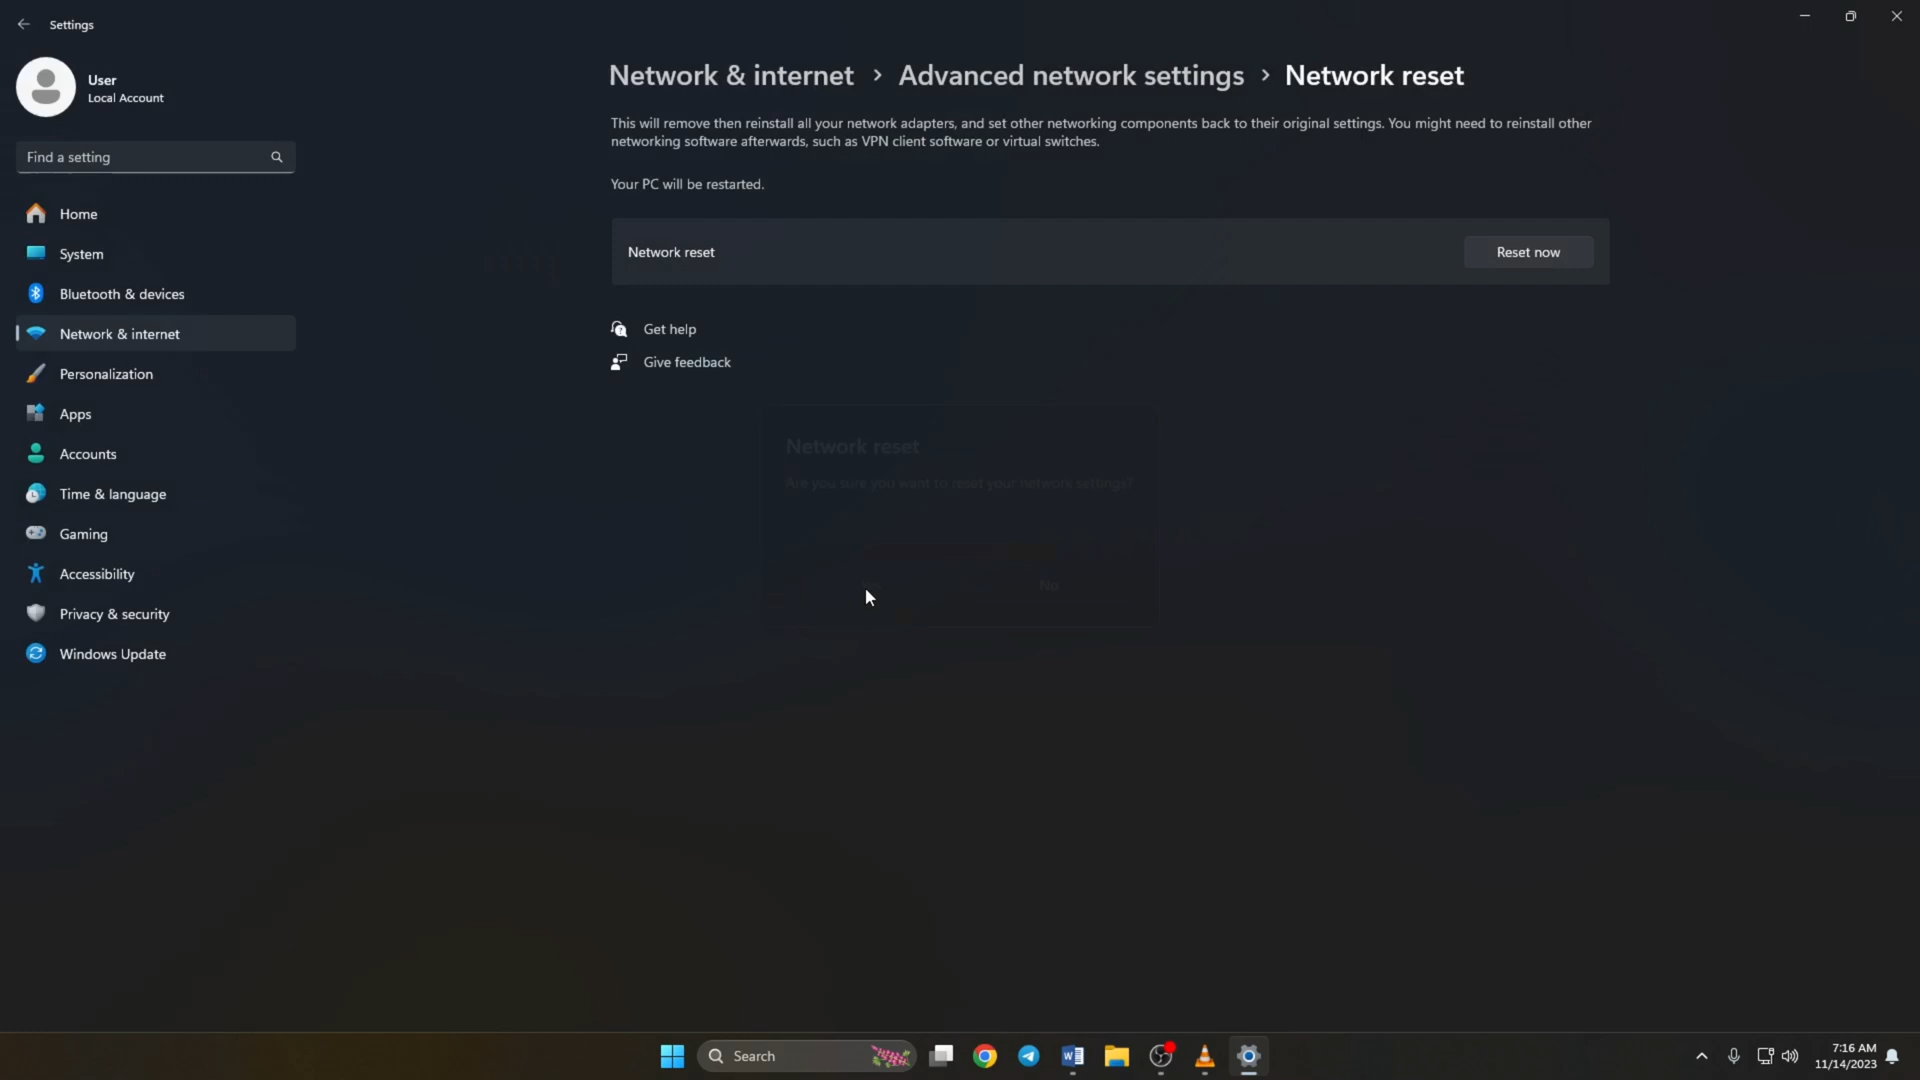 Settings
User
Local Account
Find a setting
Home
System
Bluetooth & devices
Network & internet
Personalization
Apps
Accounts
Time & language
Gaming
Accessibility
Privacy & security
Windows Update
Network & internet > Advanced network settings > Network reset
This will remove then reinstall all your network adapters, and set other networking components back to their original settings. You might need to reinstall other
networking software afterwards, such as VPN client software or virtual switches.
Your PC will be restarted.
Network reset
Reset now
Get help
Give feedback
Network reset
Are you sure you want to reset your network settings?
Yes
No
Search
7:16 AM
11/14/2023